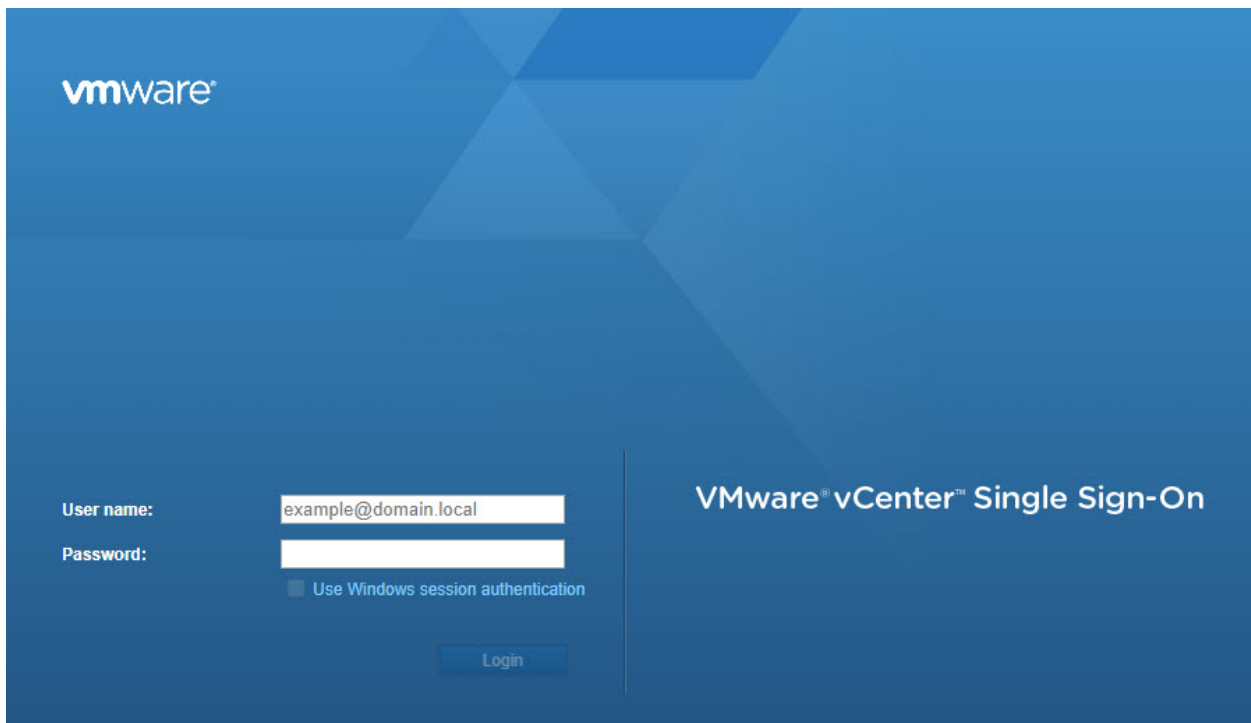 vmware®
User name:
example@domain.local
VMware® vCenter™ Single Sign-On
Password:
Use Windows session authentication
Login